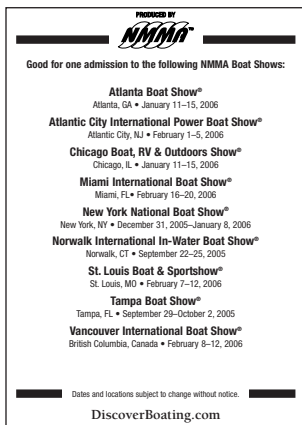 PRODUCED BY
NMMA™
Good for one admission to the following NMMA Boat Shows:
Atlanta Boat Show®
Atlanta, GA • January 11–15, 2006
Atlantic City International Power Boat Show®
Atlantic City, NJ • February 1–5, 2006
Chicago Boat, RV & Outdoors Show®
Chicago, IL • January 11–15, 2006
Miami International Boat Show®
Miami, FL• February 16–20, 2006
New York National Boat Show®
New York, NY • December 31, 2005–January 8, 2006
Norwalk International In-Water Boat Show®
Norwalk, CT • September 22–25, 2005
St. Louis Boat & Sportshow®
St. Louis, MO • February 7–12, 2006
Tampa Boat Show®
Tampa, FL • September 29–October 2, 2005
Vancouver International Boat Show®
British Columbia, Canada • February 8–12, 2006
Dates and locations subject to change without notice.
DiscoverBoating.com